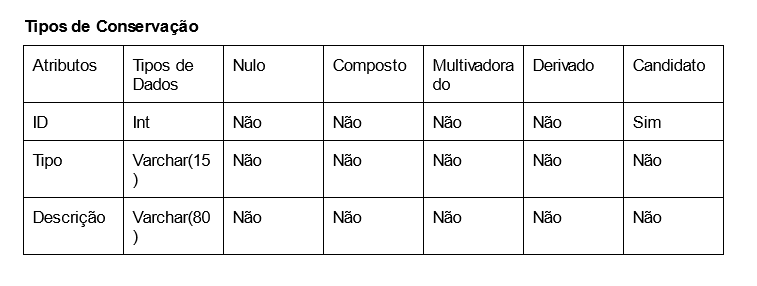 Tipos de Conservação
Atributos Tipos de Dados Nulo Composto Multivadorado Derivado Candidato
ID Int Não Não Não Não Sim
Tipo Varchar(15) Não Não Não Não Não
Descrição Varchar(80) Não Não Não Não Não